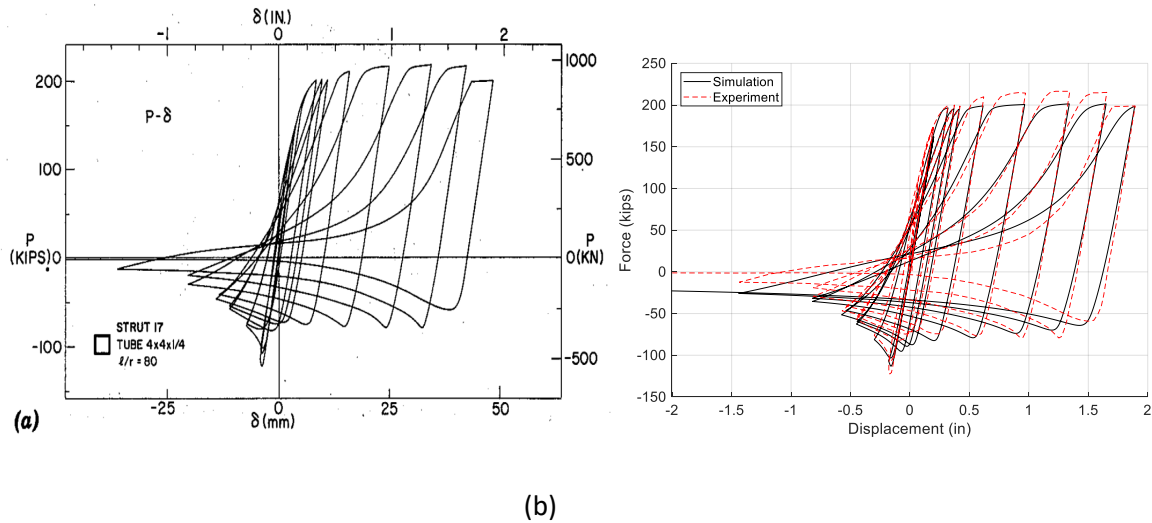 δ (IN.)
-1 0 1 2
200
100
P
(KIPS) 0
-100
P-δ
STRUT 17
TUBE 4x4x1/4
ℓ/r = 80
1000
500
P
0 (KN)
-500
-25 0 25 50
δ (mm)
(a)
Simulation
Experiment
250
200
150
100
50
0
-50
-100
-150
Force (kips)
-2 -1.5 -1 -0.5 0 0.5 1 1.5 2
Displacement (in)
(b)